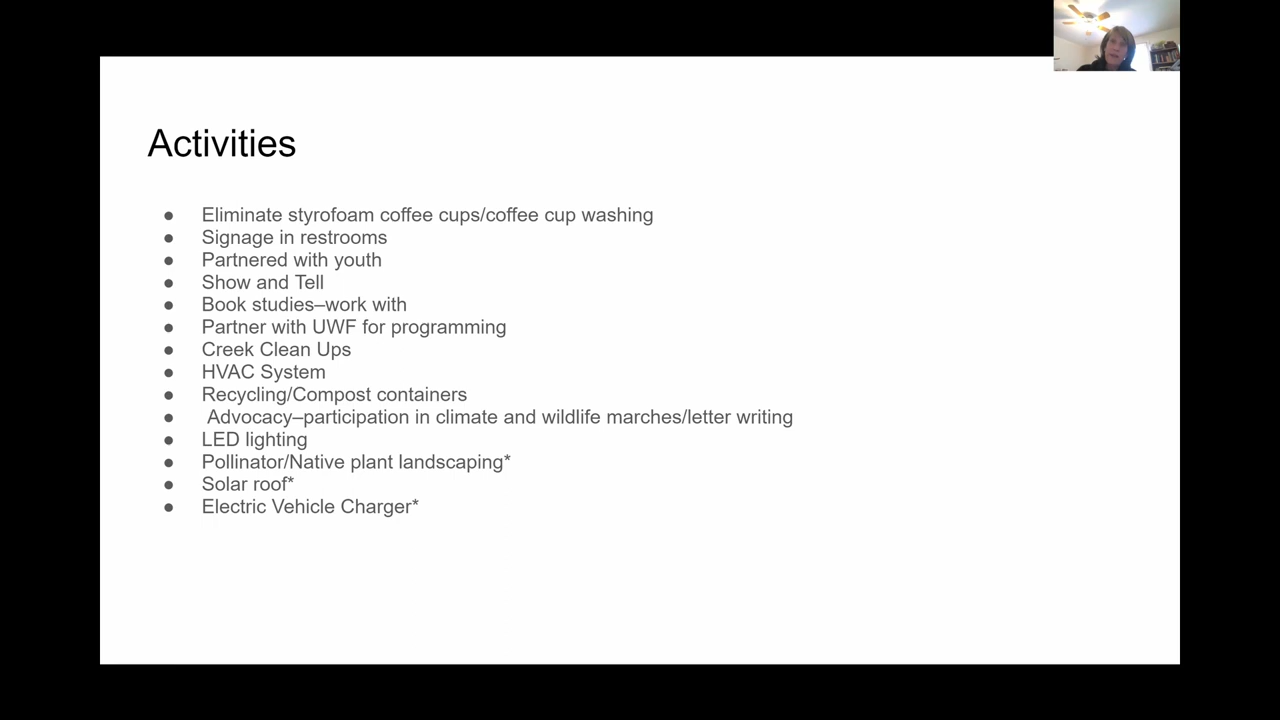 Activities
● Eliminate styrofoam coffee cups/coffee cup washing
● Signage in restrooms
● Partnered with youth
● Show and Tell
● Book studies–work with
● Partner with UWF for programming
● Creek Clean Ups
● HVAC System
● Recycling/Compost containers
● Advocacy–participation in climate and wildlife marches/letter writing
● LED lighting
● Pollinator/Native plant landscaping*
● Solar roof*
● Electric Vehicle Charger*